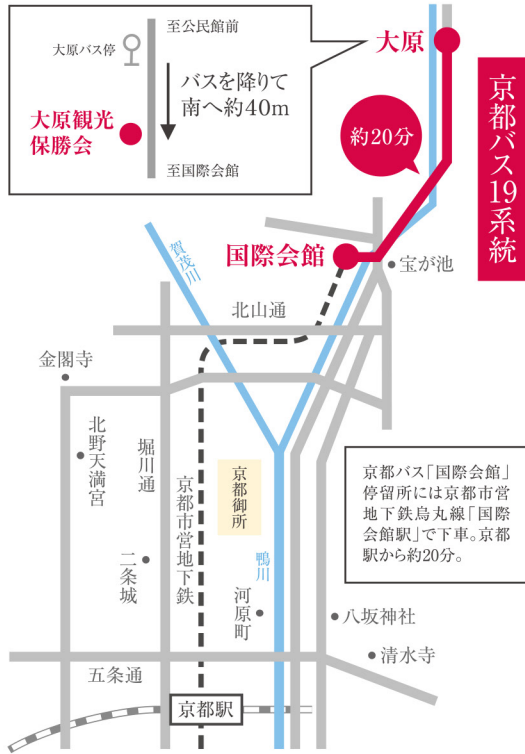 至公民館前
大原バス停
バスを降りて
南へ約40m
大原観光
保勝会
至国際会館
大原
京都バス19系統
約20分
国際会館
宝が池
賀茂川
北山通
金閣寺
北野天満宮
堀川通
京都市営地下鉄
京都御所
京都バス「国際会館」
停留所には京都市営
地下鉄烏丸線「国際
会館駅」で下車。京都
駅から約20分。
鴨川
二条城
河原町
八坂神社
清水寺
五条通
京都駅